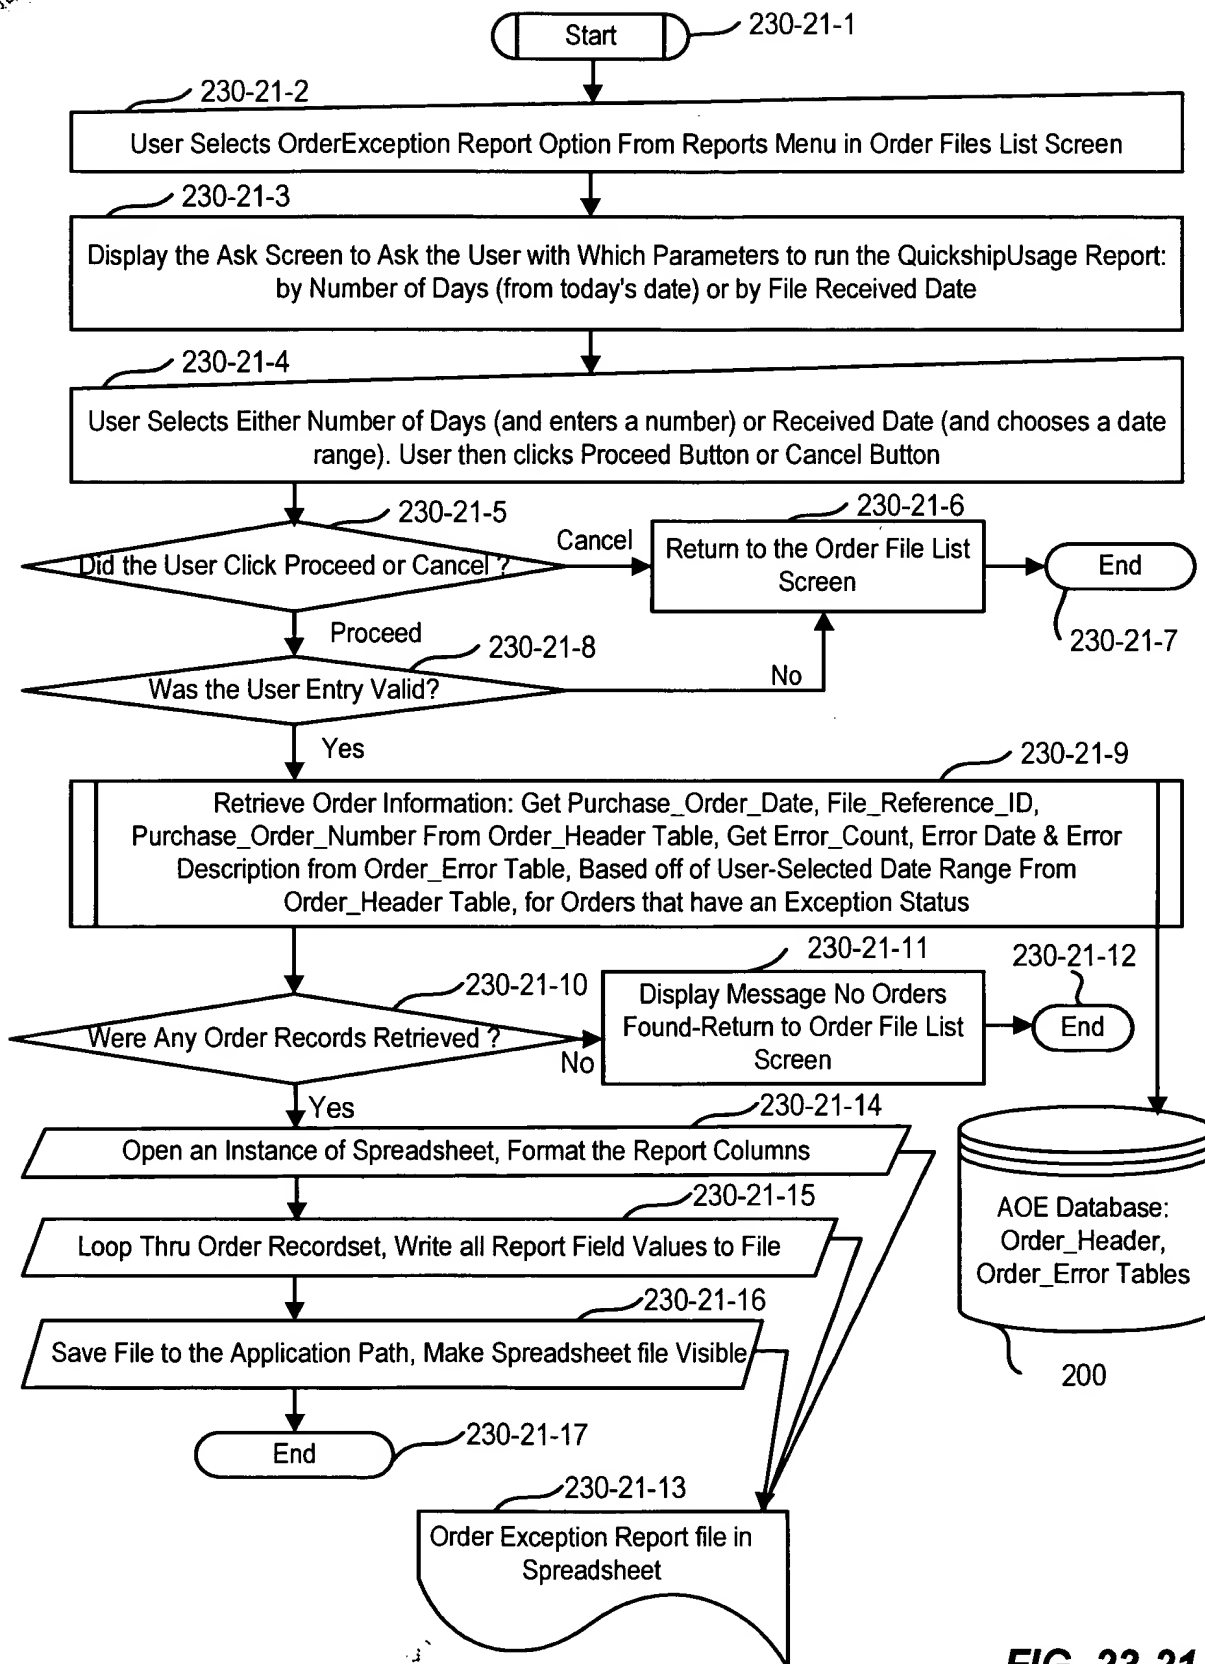 Start
230-21-1
230-21-2
User Selects OrderException Report Option From Reports Menu in Order Files List Screen
230-21-3
Display the Ask Screen to Ask the User with Which Parameters to run the QuickshipUsage Report:
by Number of Days (from today's date) or by File Received Date
230-21-4
User Selects Either Number of Days (and enters a number) or Received Date (and chooses a date
range). User then clicks Proceed Button or Cancel Button
230-21-5
Did the User Click Proceed or Cancel ?
Cancel
230-21-6
Return to the Order File List
Screen
End
230-21-7
Proceed
230-21-8
Was the User Entry Valid?
No
Yes
230-21-9
Retrieve Order Information: Get Purchase_Order_Date, File_Reference_ID,
Purchase_Order_Number From Order_Header Table, Get Error_Count, Error Date & Error
Description from Order_Error Table, Based off of User-Selected Date Range From
Order_Header Table, for Orders that have an Exception Status
230-21-10
Were Any Order Records Retrieved ?
No
230-21-11
Display Message No Orders
Found-Return to Order File List
Screen
230-21-12
End
Yes
230-21-14
Open an Instance of Spreadsheet, Format the Report Columns
230-21-15
Loop Thru Order Recordset, Write all Report Field Values to File
230-21-16
Save File to the Application Path, Make Spreadsheet file Visible
AOE Database:
Order_Header,
Order_Error Tables
200
End
230-21-17
230-21-13
Order Exception Report file in
Spreadsheet
FIG. 23-21